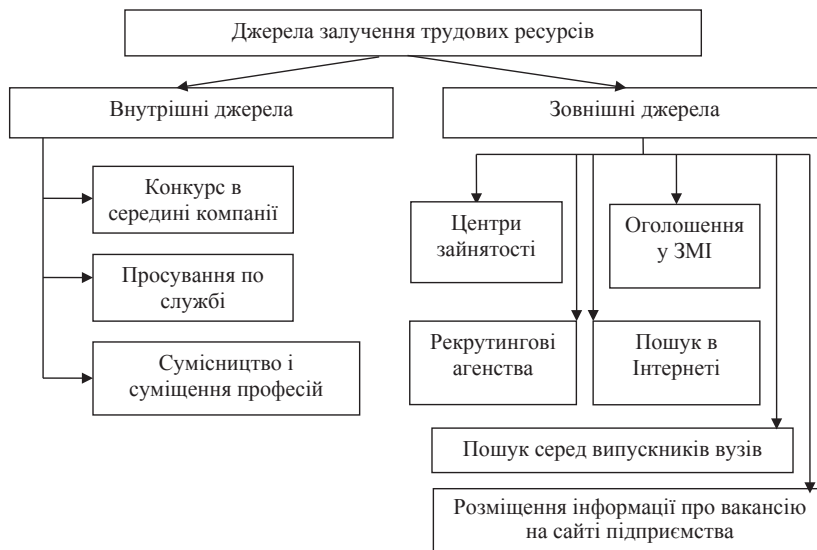 Джерела залучення трудових ресурсів
Внутрішні джерела
Зовнішні джерела
Конкурс в
середині компанії
Просування по
службі
Сумісництво і
суміщення професій
Центри
зайнятості
Оголошення
у ЗМІ
Рекрутингові
агенства
Пошук в
Інтернеті
Пошук серед випускників вузів
Розміщення інформації про вакансію
на сайті підприємства